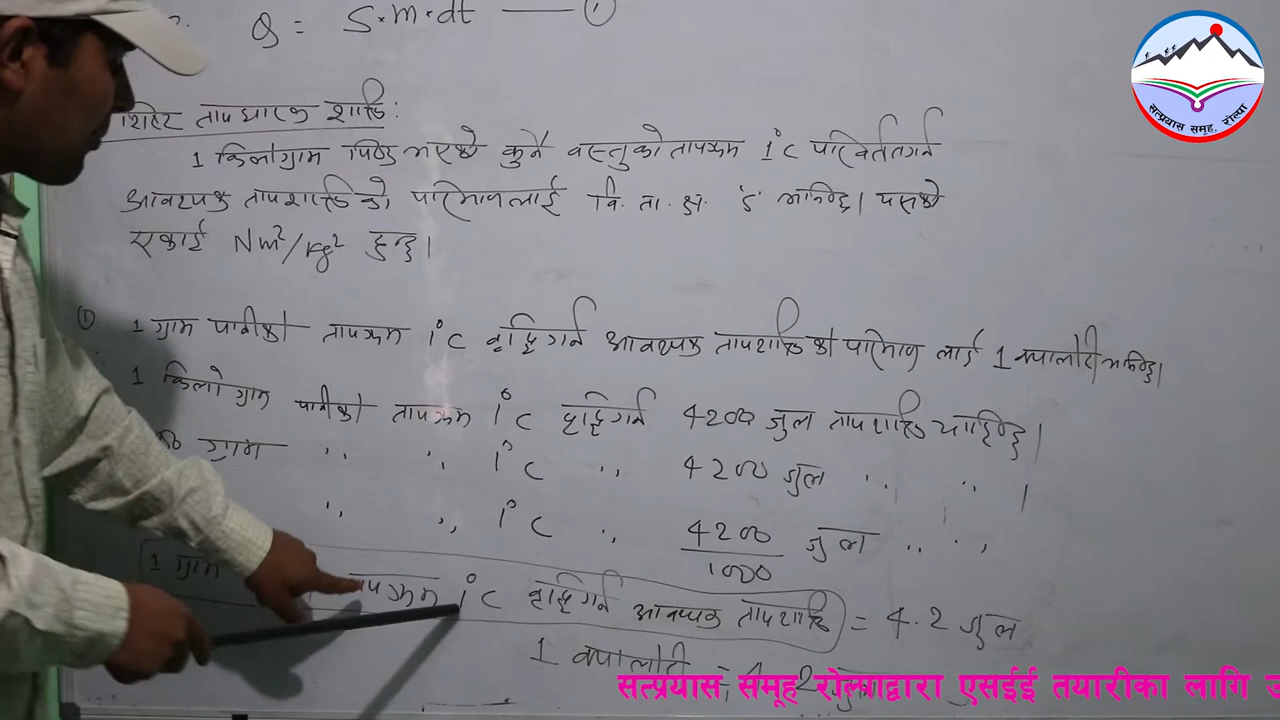 Q = S.m.dt —— ①
शिष्ट तापधारक शक्ति:
1 किलोग्राम पिण्ड भएको कुनै वस्तुको तापक्रम 1°C परिवर्ततगर्न
आवश्यक तापशक्तिको परिमाणलाई वि. ता. क्ष. 'S' भनिन्छ। यसको
एकाई Nm²/kg² हुन्छ।
① 1 ग्राम पानीको तापक्रम 1°C वृद्धिगर्न आवश्यक तापशक्तिको परिमाण लाई 1 क्यालोरी भनिन्छ।
1 किलो ग्राम पानीको तापक्रम 1°C वृद्धिगर्न 4200 जुल तापशक्ति चाहिन्छ।
ग्राम ,, ,, 1°C ,, 4200 जुल ,, ,, ।
,, ,, 1°C ,, 4200/1000 जुल ,, ,,
1 ग्राम तापक्रम 1°C वृद्धिगर्न आवश्यक तापशक्ति = 4.2 जुल
1 क्यालोरी = 4.2 जुल
सत्प्रयास समूह, रोल्पा
सत्प्रयास समूह रोल्पाद्वारा एसईई तयारीका लागि